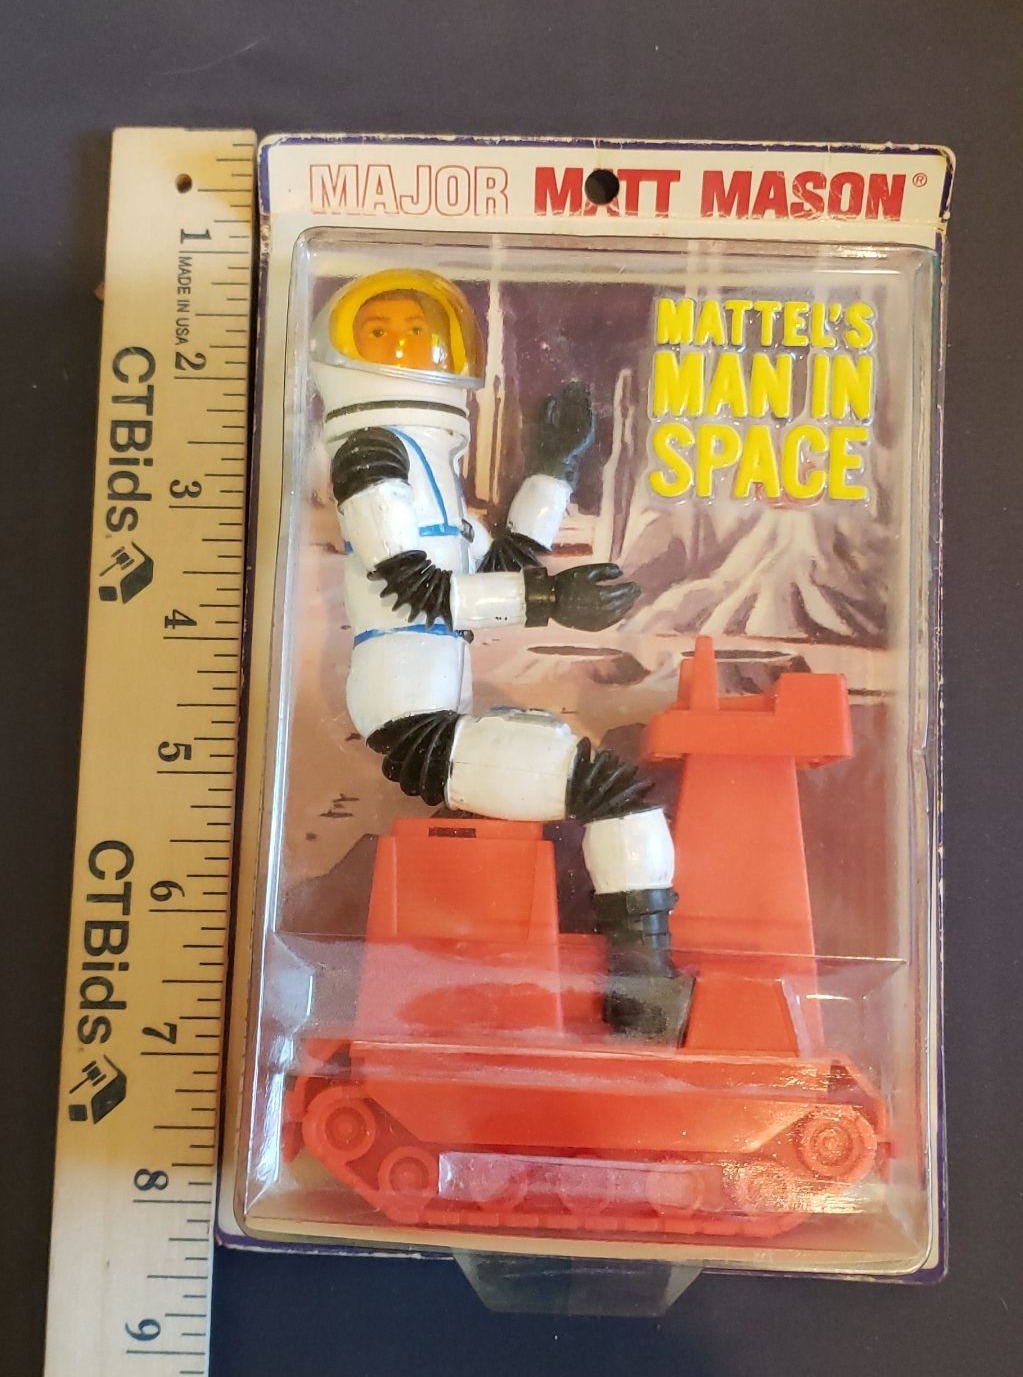 MAJOR MATT MASON®
MATTEL'S
MAN IN
SPACE
1
MADE IN USA
2
CTBids
3
4
5
CTBids
6
7
8
9